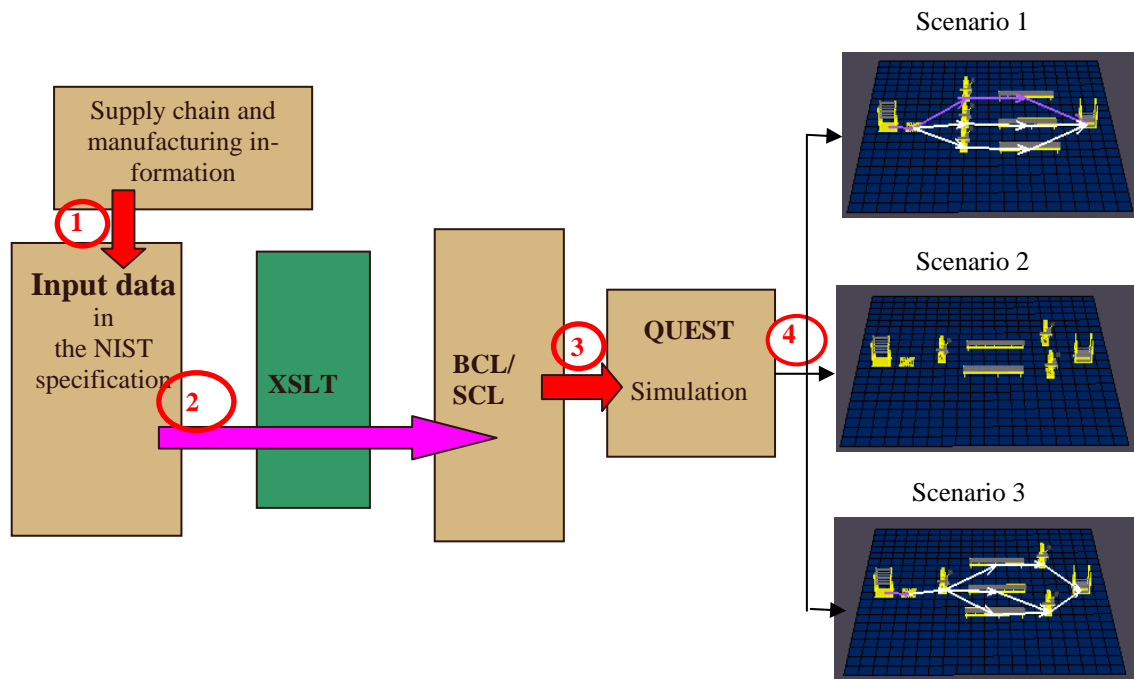 Scenario 1
Supply chain and
manufacturing in-
formation
1
Input data
in
the NIST
specification
2
XSLT
BCL/
SCL
3
QUEST
Simulation
4
Scenario 2
Scenario 3